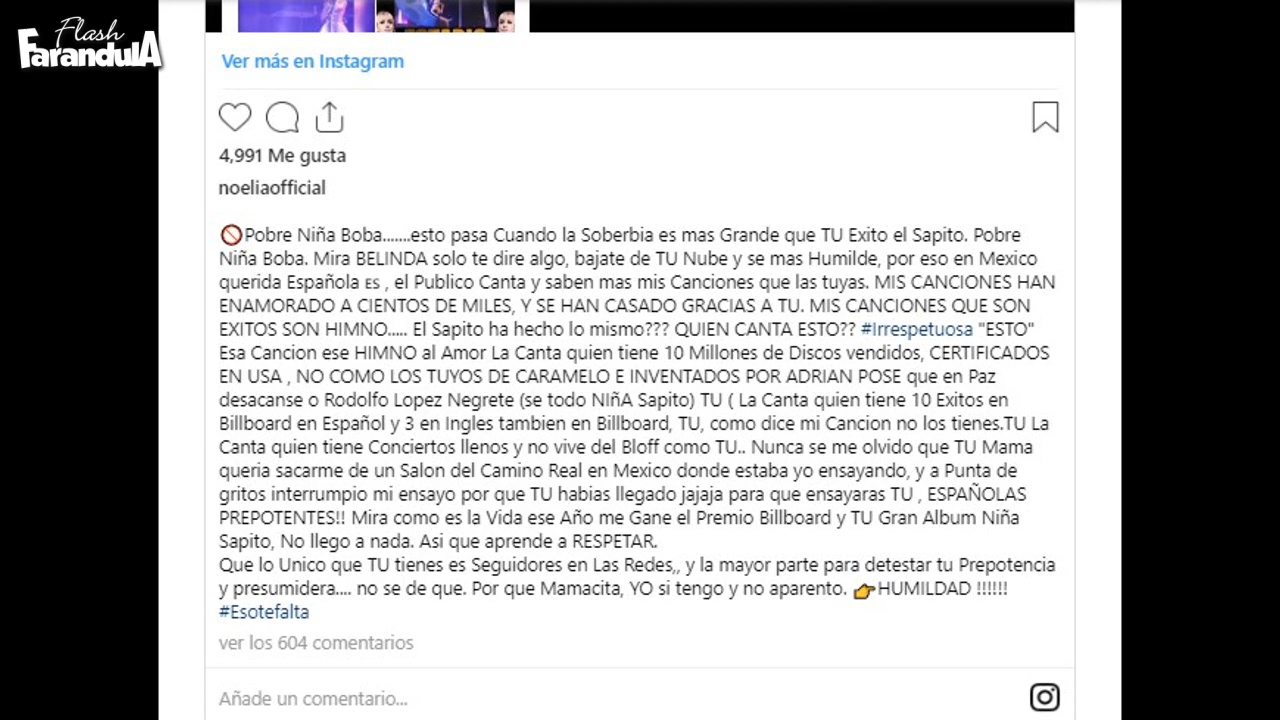 Flash
FarandulA
ESTADIO
Ver más en Instagram
4,991 Me gusta
noeliaofficial
🚫Pobre Niña Boba.......esto pasa Cuando la Soberbia es mas Grande que TU Exito el Sapito. Pobre
Niña Boba. Mira BELINDA solo te dire algo, bajate de TU Nube y se mas Humilde, por eso en Mexico
querida Española ᴇs , el Publico Canta y saben mas mis Canciones que las tuyas. MIS CANCIONES HAN
ENAMORADO A CIENTOS DE MILES, Y SE HAN CASADO GRACIAS A TU. MIS CANCIONES QUE SON
EXITOS SON HIMNO..... El Sapito ha hecho lo mismo??? QUIEN CANTA ESTO?? #Irrespetuosa "ESTO"
Esa Cancion ese HIMNO al Amor La Canta quien tiene 10 Millones de Discos vendidos, CERTIFICADOS
EN USA , NO COMO LOS TUYOS DE CARAMELO E INVENTADOS POR ADRIAN POSE que en Paz
desacanse o Rodolfo Lopez Negrete (se todo NIñA Sapito) TU ( La Canta quien tiene 10 Exitos en
Billboard en Español y 3 en Ingles tambien en Billboard, TU, como dice mi Cancion no los tienes.TU La
Canta quien tiene Conciertos llenos y no vive del Bloff como TU.. Nunca se me olvido que TU Mama
queria sacarme de un Salon del Camino Real en Mexico donde estaba yo ensayando, y a Punta de
gritos interrumpio mi ensayo por que TU habias llegado jajaja para que ensayaras TU , ESPAÑOLAS
PREPOTENTES!! Mira como es la Vida ese Año me Gane el Premio Billboard y TU Gran Album Niña
Sapito, No llego a nada. Asi que aprende a RESPETAR.
Que lo Unico que TU tienes es Seguidores en Las Redes,, y la mayor parte para detestar tu Prepotencia
y presumidera.... no se de que. Por que Mamacita, YO si tengo y no aparento. 👉HUMILDAD !!!!!!
#Esotefalta
ver los 604 comentarios
Añade un comentario...